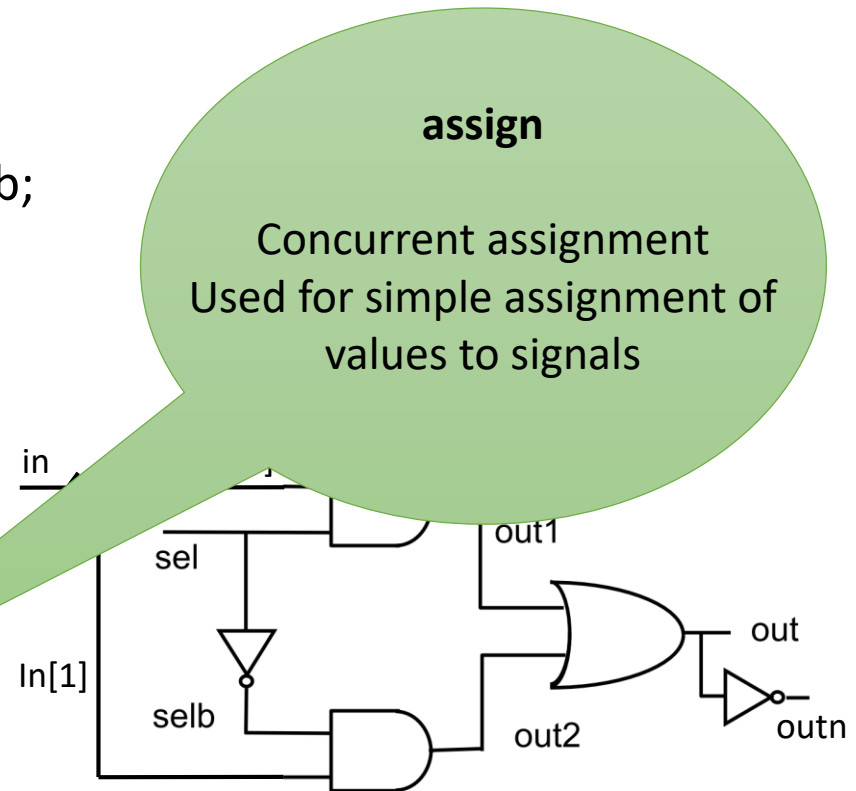 assign
b;
Concurrent assignment
Used for simple assignment of
values to signals
in
]
out1
sel
out
In[1]
selb
out2
outn